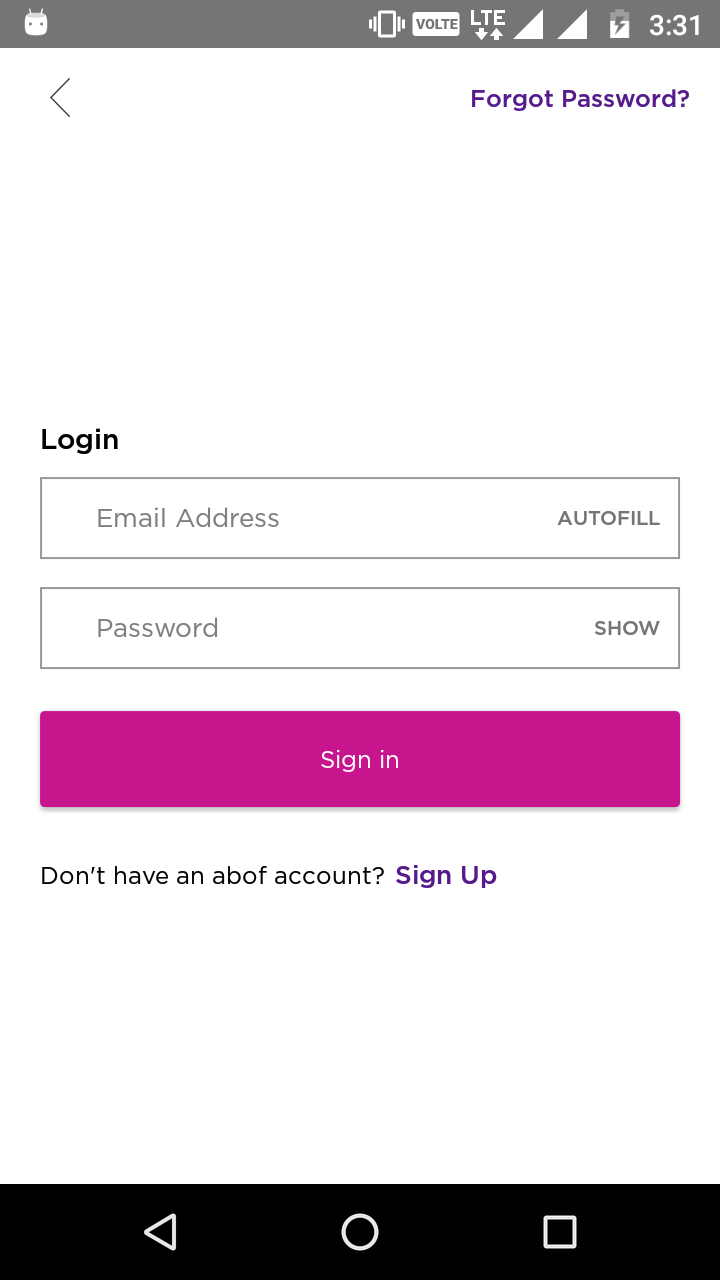 VOLTE LTE 3:31
Forgot Password?
Login
Email Address AUTOFILL
Password SHOW
Sign in
Don't have an abof account? Sign Up